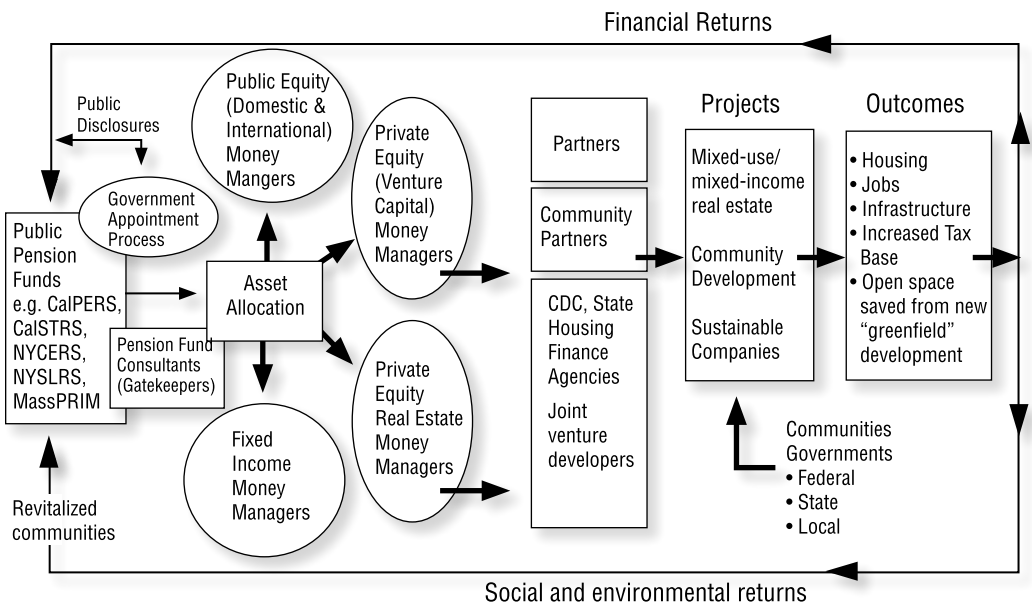 Financial Returns
Public
Disclosures
Government
Appointment
Process
Public
Pension
Funds
e.g. CalPERS,
CalSTRS,
NYCERS,
NYSLRS,
MassPRIM
Pension Fund
Consultants
(Gatekeepers)
Revitalized
communities
Asset
Allocation
Public Equity
(Domestic &
International)
Money
Mangers
Private
Equity
(Venture
Capital)
Money
Managers
Private
Equity
Real Estate
Money
Managers
Fixed
Income
Money
Managers
Partners
Community
Partners
CDC, State
Housing
Finance
Agencies
Joint
venture
developers
Projects
Mixed-use/
mixed-income
real estate
Community
Development
Sustainable
Companies
Outcomes
• Housing
• Jobs
• Infrastructure
• Increased Tax
Base
• Open space
saved from new
“greenfield”
development
Communities
Governments
• Federal
• State
• Local
Social and environmental returns